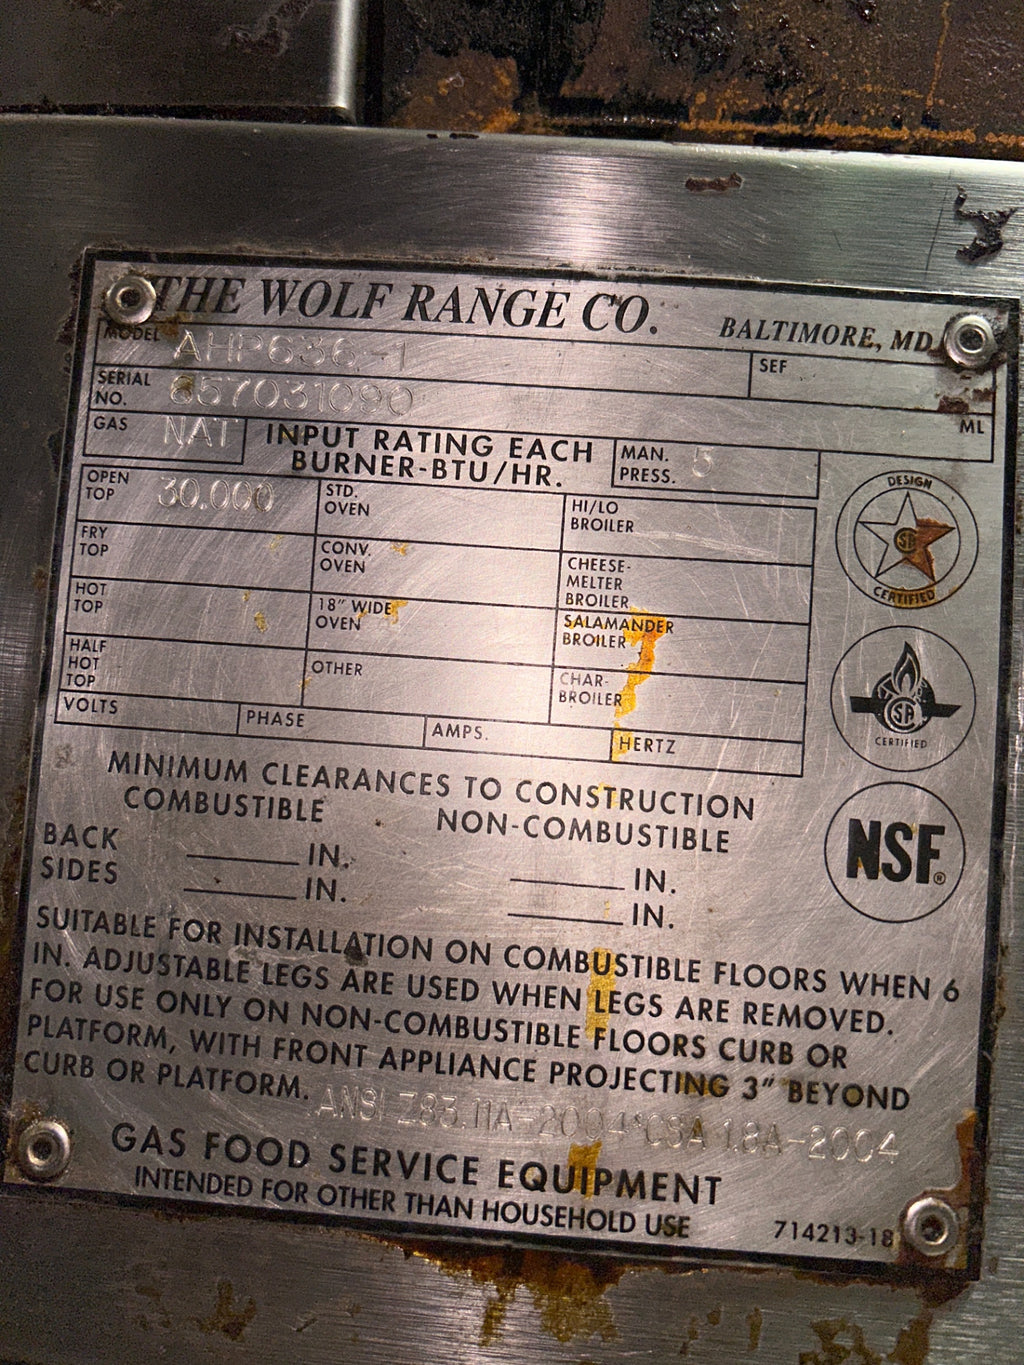 THE WOLF RANGE CO. BALTIMORE, MD.
MODEL AHP636-1 SEF
SERIAL NO. 657031090 ML
GAS NAT INPUT RATING EACH BURNER-BTU/HR. MAN. PRESS. 5
OPEN TOP 30.000 STD. OVEN HI/LO BROILER
FRY TOP CONV. OVEN CHEESE-MELTER BROILER
HOT TOP 18" WIDE OVEN SALAMANDER BROILER
HALF HOT TOP OTHER CHAR-BROILER
VOLTS PHASE AMPS. HERTZ
DESIGN
CERTIFIED
CERTIFIED
NSF®
MINIMUM CLEARANCES TO CONSTRUCTION
COMBUSTIBLE NON-COMBUSTIBLE
BACK ______ IN. ______ IN.
SIDES ______ IN. ______ IN.
SUITABLE FOR INSTALLATION ON COMBUSTIBLE FLOORS WHEN 6
IN. ADJUSTABLE LEGS ARE USED WHEN LEGS ARE REMOVED.
FOR USE ONLY ON NON-COMBUSTIBLE FLOORS CURB OR
PLATFORM, WITH FRONT APPLIANCE PROJECTING 3" BEYOND
CURB OR PLATFORM.
ANSI Z83.11A-2004*CSA 1.8A-2004
GAS FOOD SERVICE EQUIPMENT
INTENDED FOR OTHER THAN HOUSEHOLD USE
714213-18